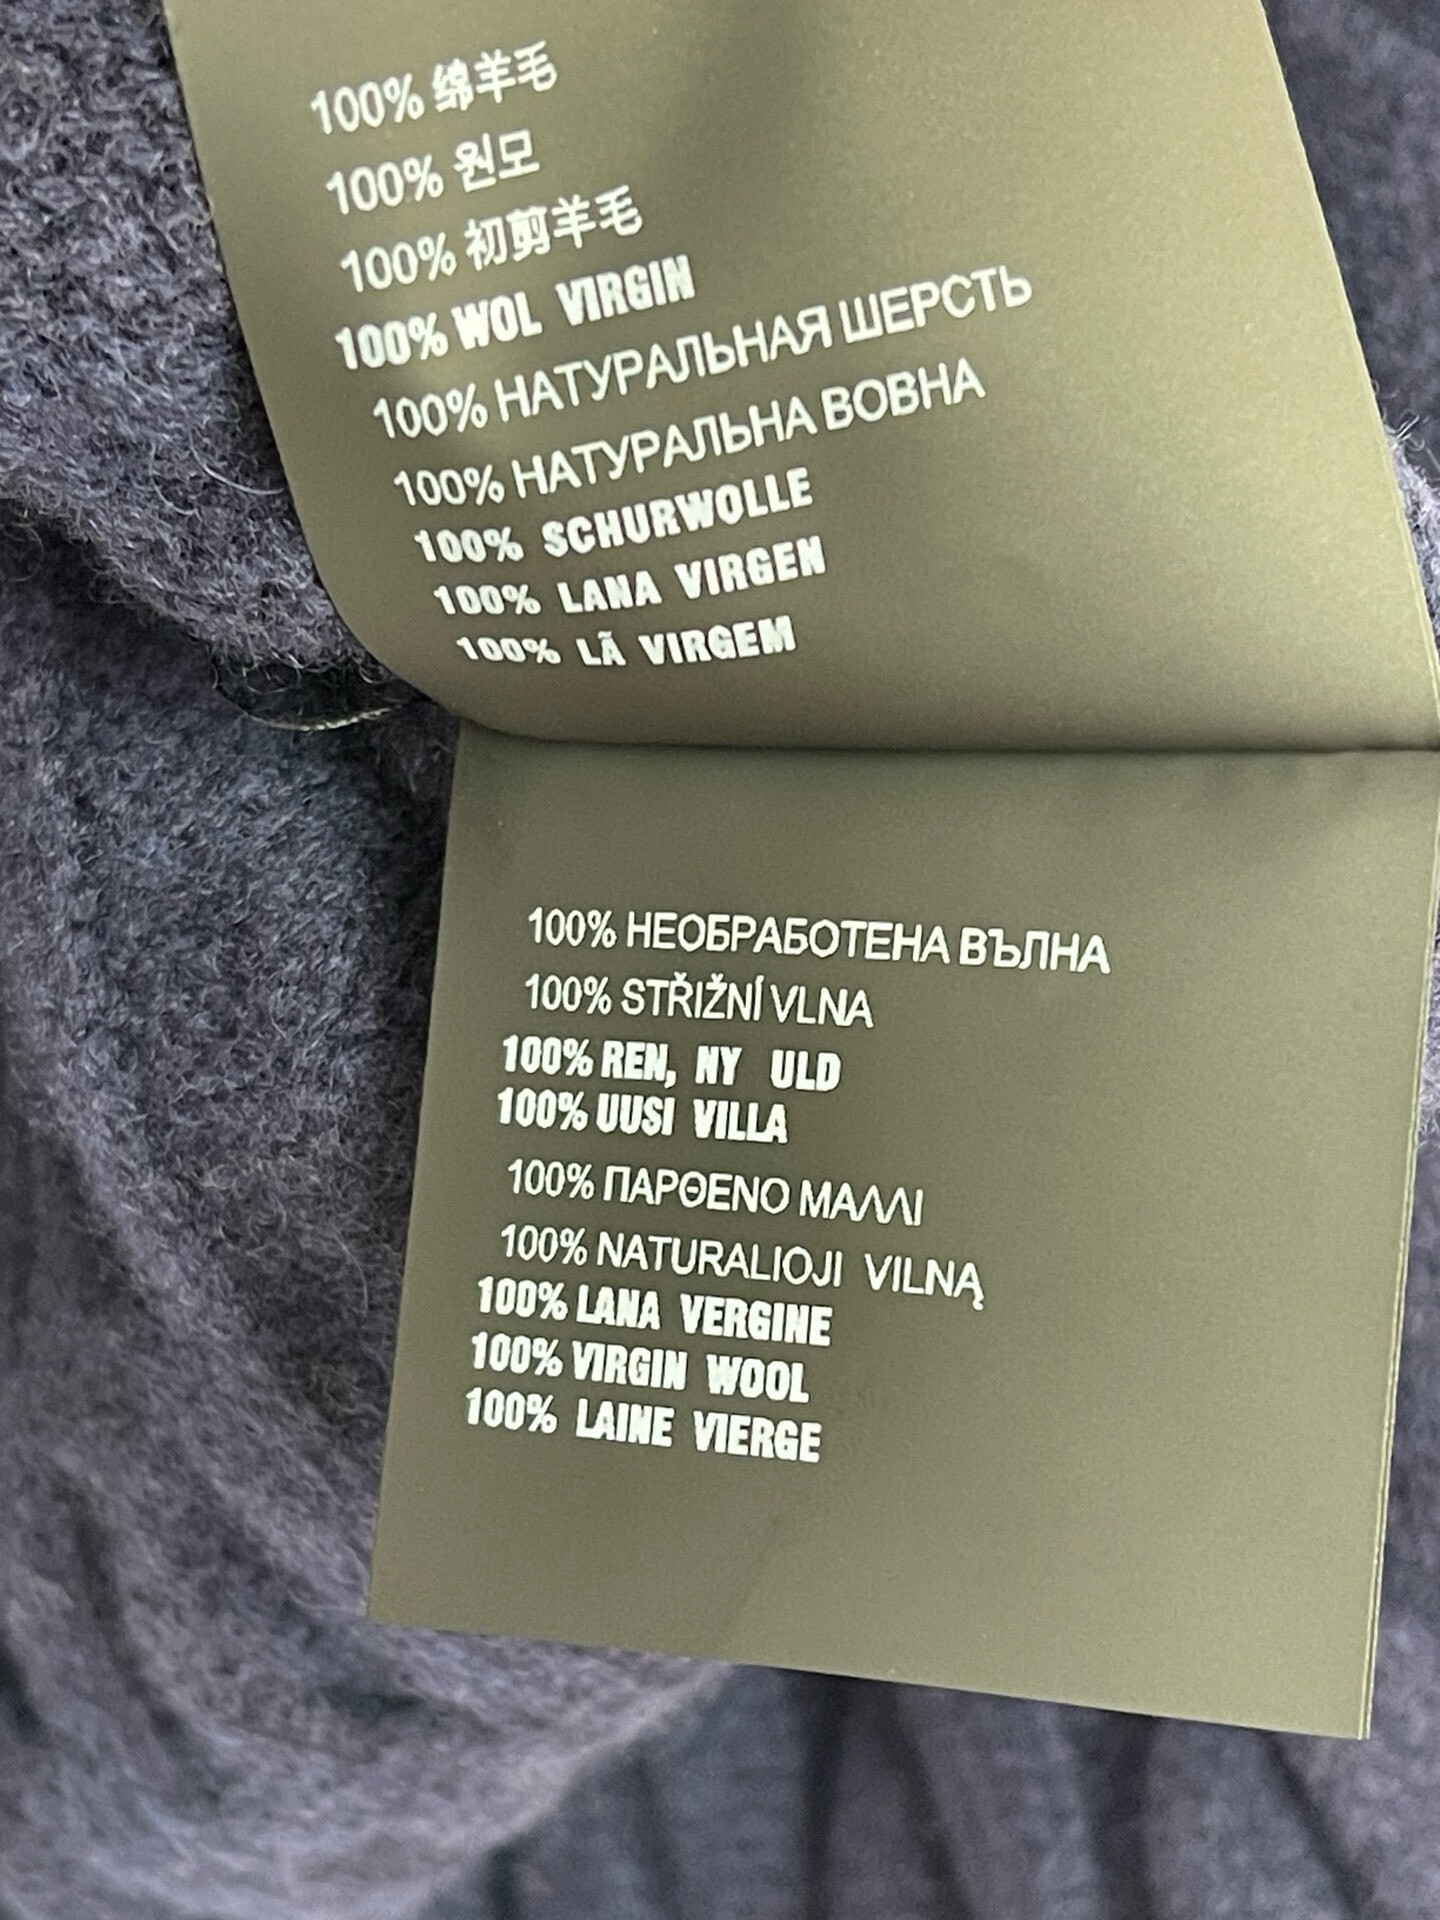 100% 绵羊毛
100% 원모
100% 初剪羊毛
100% WOL VIRGIN
100% НАТУРАЛЬНАЯ ШЕРСТЬ
100% НАТУРАЛЬНА ВОВНА
100% SCHURWOLLE
100% LANA VIRGEN
100% LÃ VIRGEM
100% НЕОБРАБОТЕНА ВЪЛНА
100% STŘIŽNÍ VLNA
100% REN, NY ULD
100% UUSI VILLA
100% ΠΑΡΘΕΝΟ ΜΑΛΛΙ
100% NATURALIOJI VILNĄ
100% LANA VERGINE
100% VIRGIN WOOL
100% LAINE VIERGE